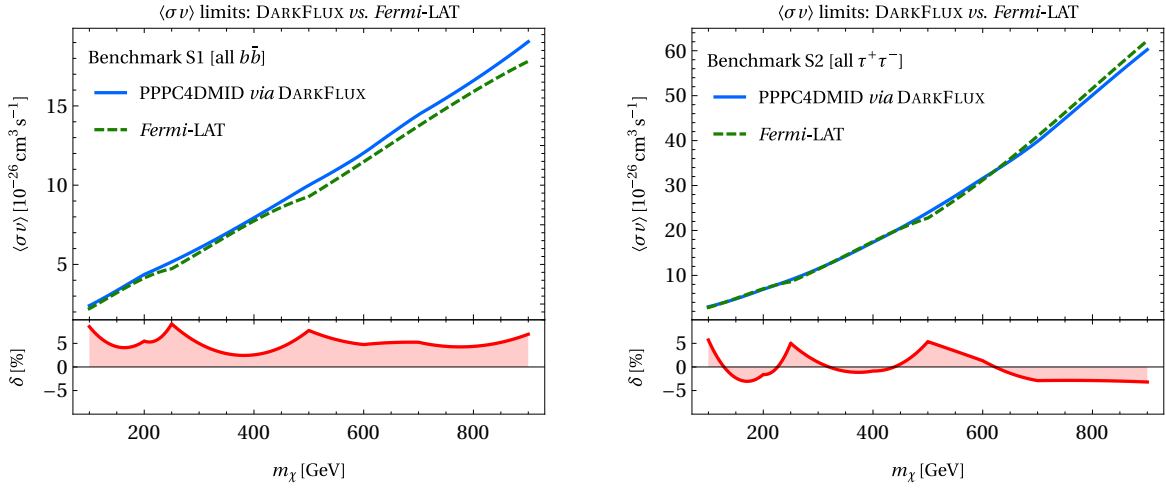 ⟨σ v⟩ limits: DARKFLUX vs. Fermi-LAT
Benchmark S1 [all bb̄]
PPPC4DMID via DARKFLUX
Fermi-LAT
⟨σ v⟩ [10⁻²⁶ cm³ s⁻¹]
15
10
5
δ [%]
5
0
−5
200
400
600
800
mχ [GeV]
⟨σ v⟩ limits: DARKFLUX vs. Fermi-LAT
Benchmark S2 [all τ⁺τ⁻]
PPPC4DMID via DARKFLUX
Fermi-LAT
⟨σ v⟩ [10⁻²⁶ cm³ s⁻¹]
60
50
40
30
20
10
δ [%]
5
0
−5
200
400
600
800
mχ [GeV]